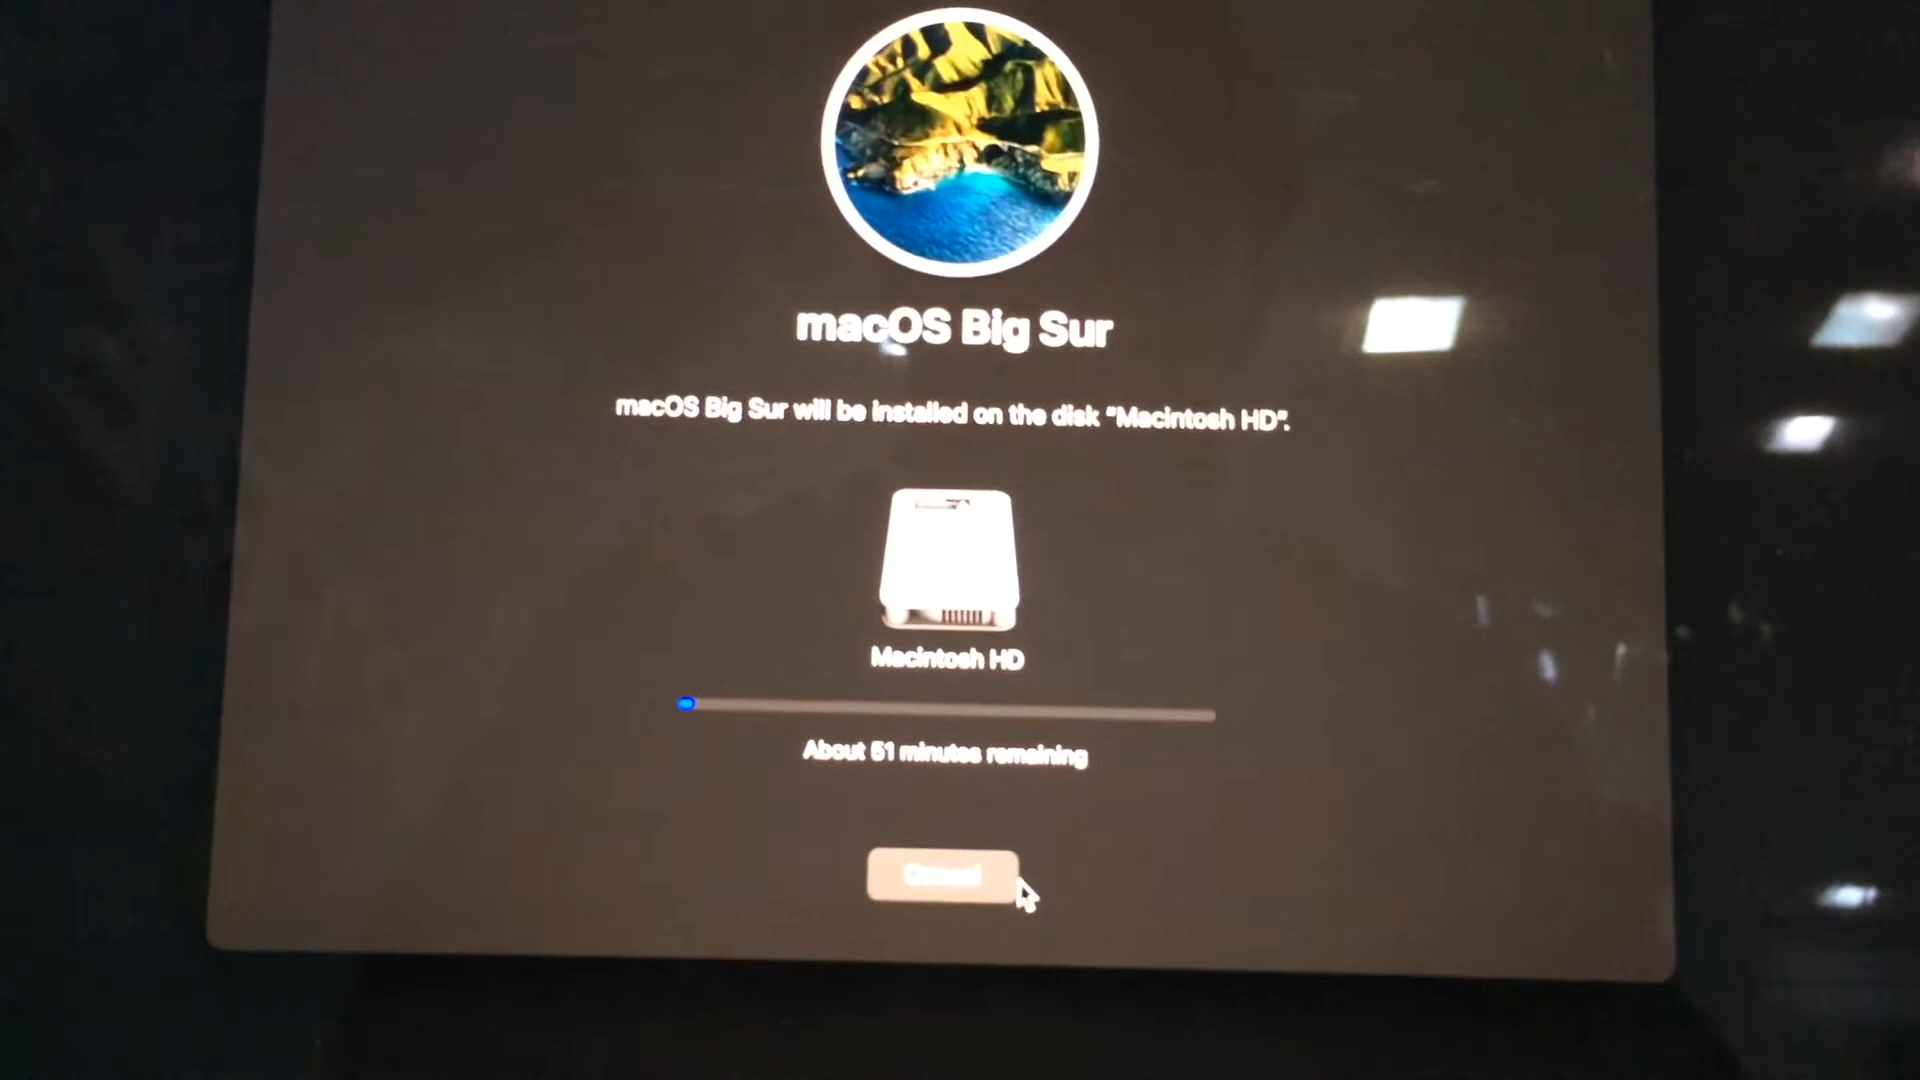 macOS Big Sur
macOS Big Sur will be installed on the disk “Macintosh HD”.
Macintosh HD
About 51 minutes remaining
Cancel